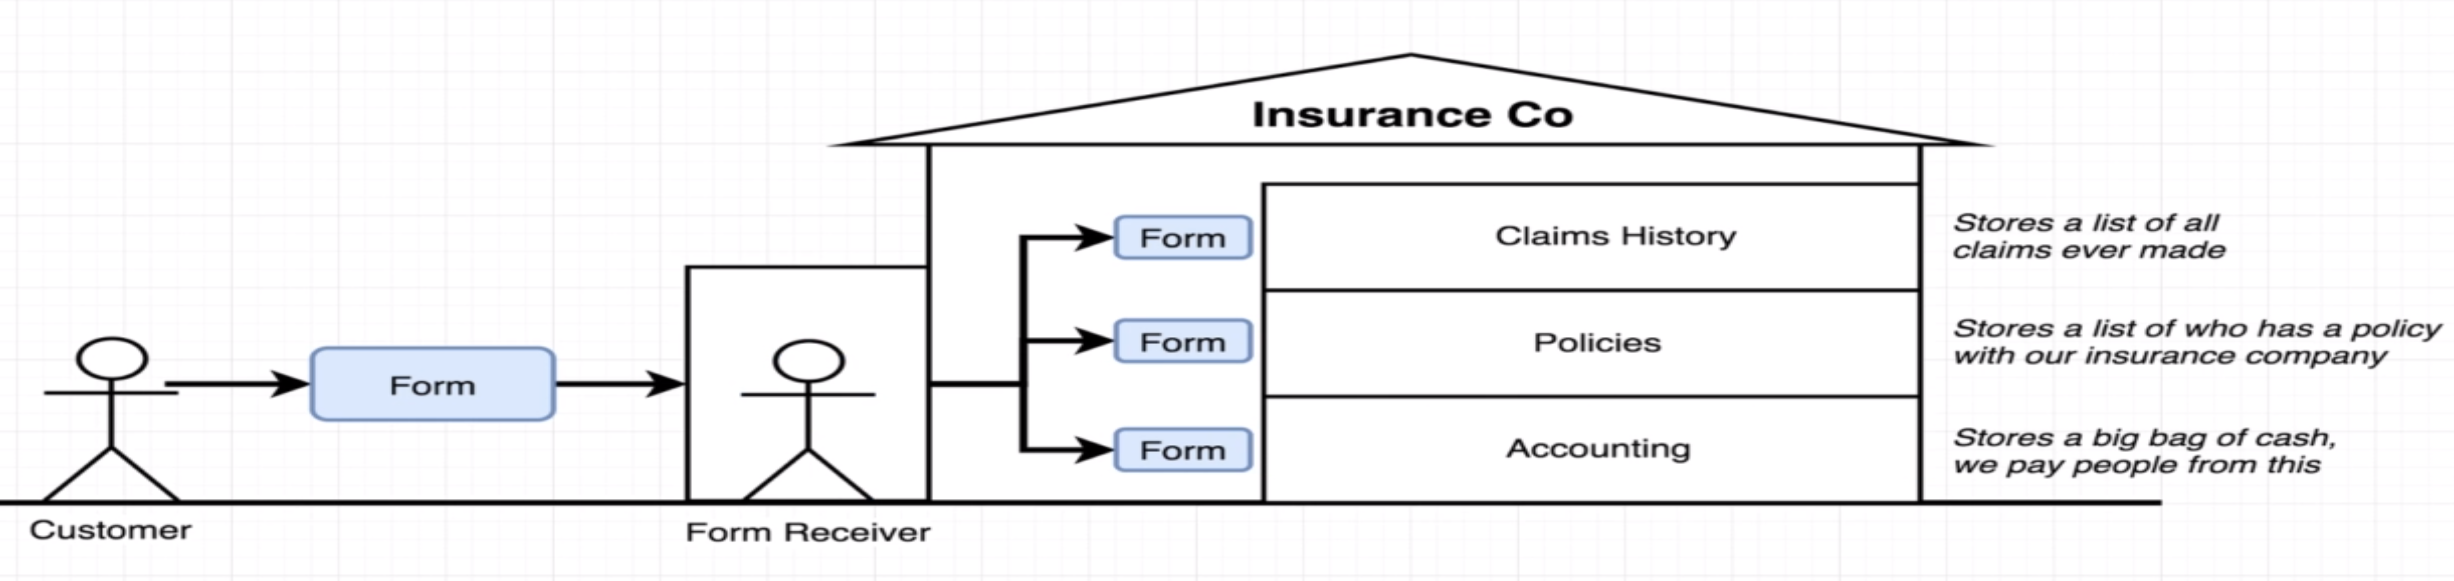 Insurance Co
Form
Claims History
Stores a list of all
claims ever made
Form
Policies
Stores a list of who has a policy
with our insurance company
Form
Form
Accounting
Stores a big bag of cash,
we pay people from this
Customer
Form Receiver